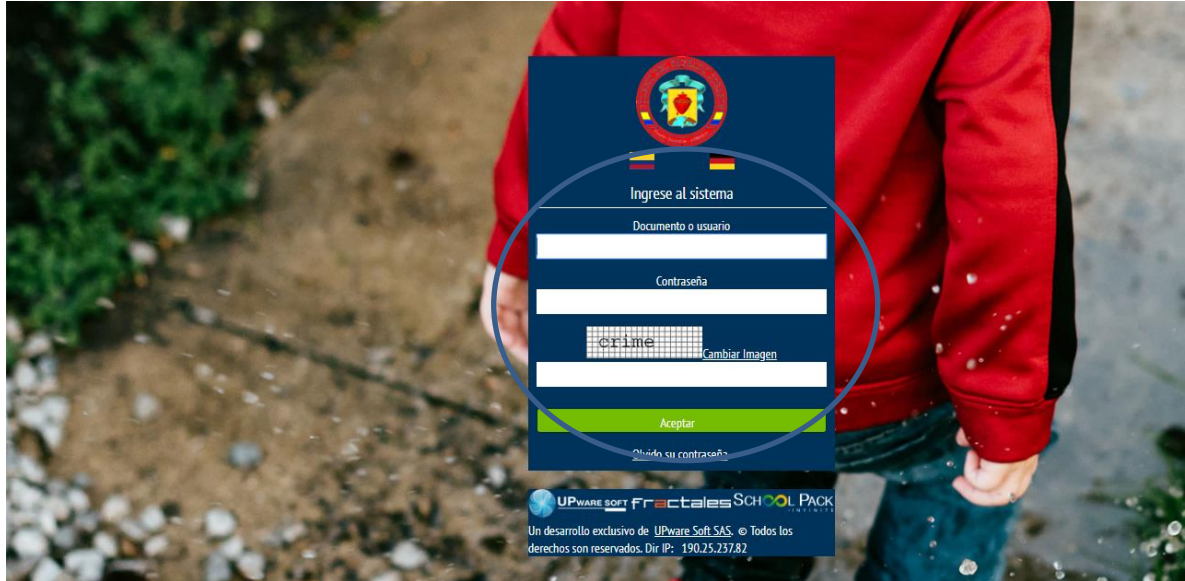 Ingrese al sistema
Documento o usuario
Contraseña
crime
Cambiar Imagen
Aceptar
Olvido su contraseña
UPWARE SOFT Fractales SCHOOL PACK
INFINITE
Un desarrollo exclusivo de UPware Soft SAS. © Todos los
derechos son reservados. Dir IP: 190.25.237.82